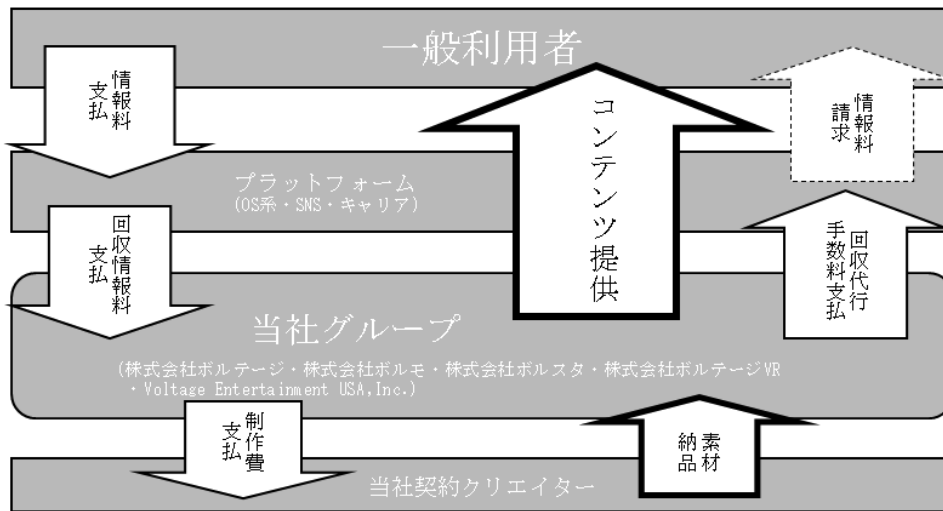 一般利用者
情報料
支払
コンテンツ提供
情報料
請求
プラットフォーム
(OS系・SNS・キャリア)
回収情報料
支払
回収代行
手数料支払
当社グループ
(株式会社ボルテージ・株式会社ボルモ・株式会社ボルスタ・株式会社ボルテージVR
・Voltage Entertainment USA,Inc.)
制作費
支払
素材
納品
当社契約クリエイター